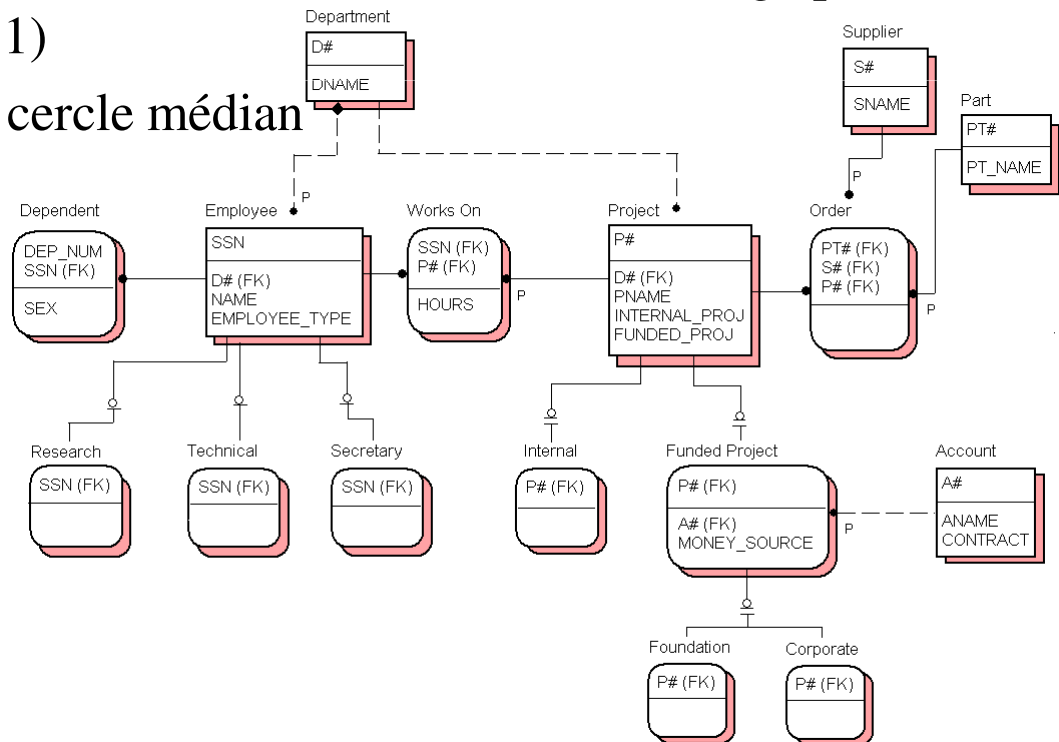 1)
cercle médian
Department
D#
DNAME
Supplier
S#
SNAME
Part
PT#
PT_NAME
P
P
P
Dependent
DEP_NUM
SSN (FK)
SEX
Employee
SSN
D# (FK)
NAME
EMPLOYEE_TYPE
Works On
SSN (FK)
P# (FK)
HOURS
P
Project
P#
D# (FK)
PNAME
INTERNAL_PROJ
FUNDED_PROJ
Order
PT# (FK)
S# (FK)
P# (FK)
Research
SSN (FK)
Technical
SSN (FK)
Secretary
SSN (FK)
Internal
P# (FK)
Funded Project
P# (FK)
A# (FK)
MONEY_SOURCE
P
Account
A#
ANAME
CONTRACT
Foundation
P# (FK)
Corporate
P# (FK)